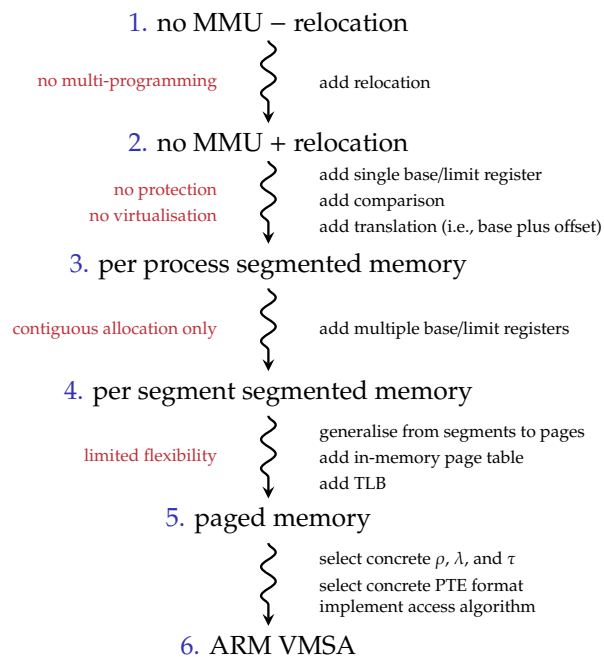 1. no MMU − relocation
no multi-programming
add relocation
2. no MMU + relocation
no protection
no virtualisation
add single base/limit register
add comparison
add translation (i.e., base plus offset)
3. per process segmented memory
contiguous allocation only
add multiple base/limit registers
4. per segment segmented memory
limited flexibility
generalise from segments to pages
add in-memory page table
add TLB
5. paged memory
select concrete ρ, λ, and τ
select concrete PTE format
implement access algorithm
6. ARM VMSA